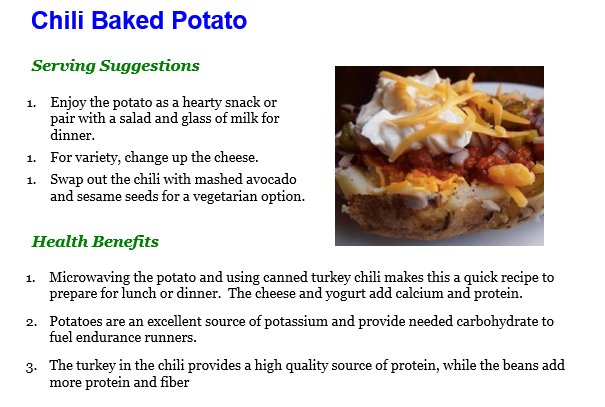 Chili Baked Potato
Serving Suggestions
1. Enjoy the potato as a hearty snack or
pair with a salad and glass of milk for
dinner.
1. For variety, change up the cheese.
1. Swap out the chili with mashed avocado
and sesame seeds for a vegetarian option.
Health Benefits
1. Microwaving the potato and using canned turkey chili makes this a quick recipe to
prepare for lunch or dinner.  The cheese and yogurt add calcium and protein.
2. Potatoes are an excellent source of potassium and provide needed carbohydrate to
fuel endurance runners.
3. The turkey in the chili provides a high quality source of protein, while the beans add
more protein and fiber